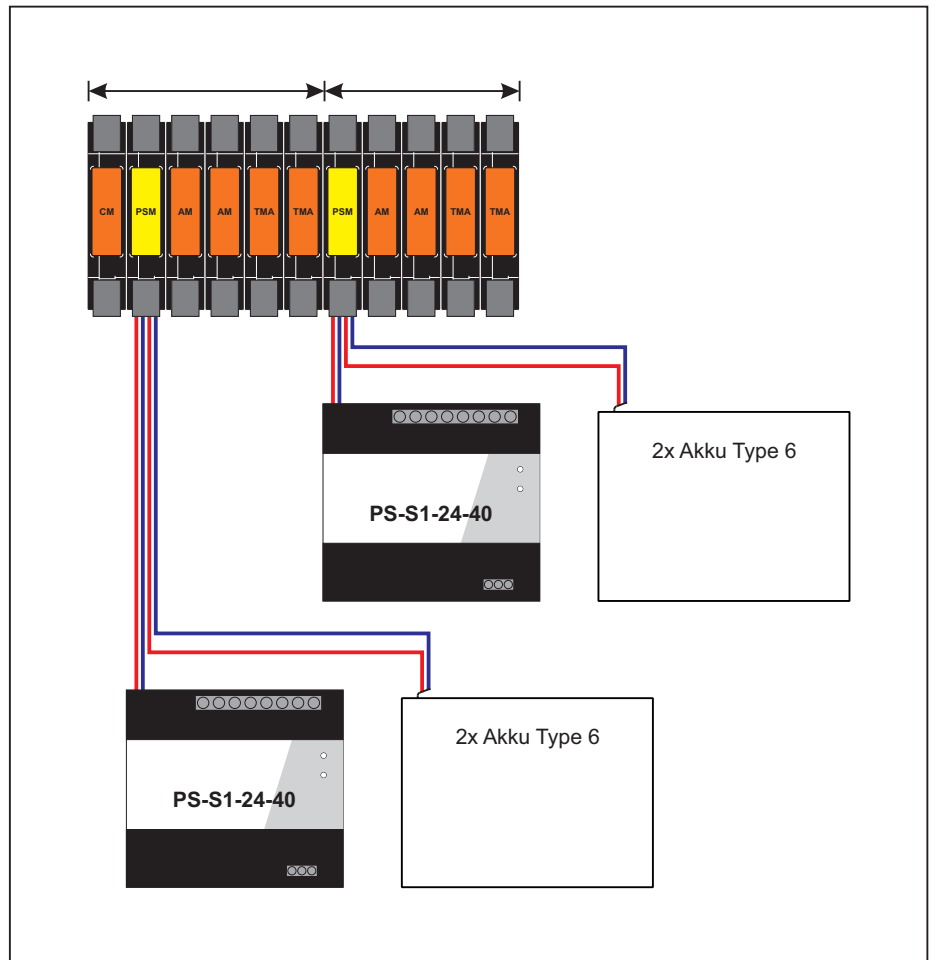 CM PSM AM AM TMA TMA PSM AM AM TMA TMA
2x Akku Type 6
PS-S1-24-40
2x Akku Type 6
PS-S1-24-40